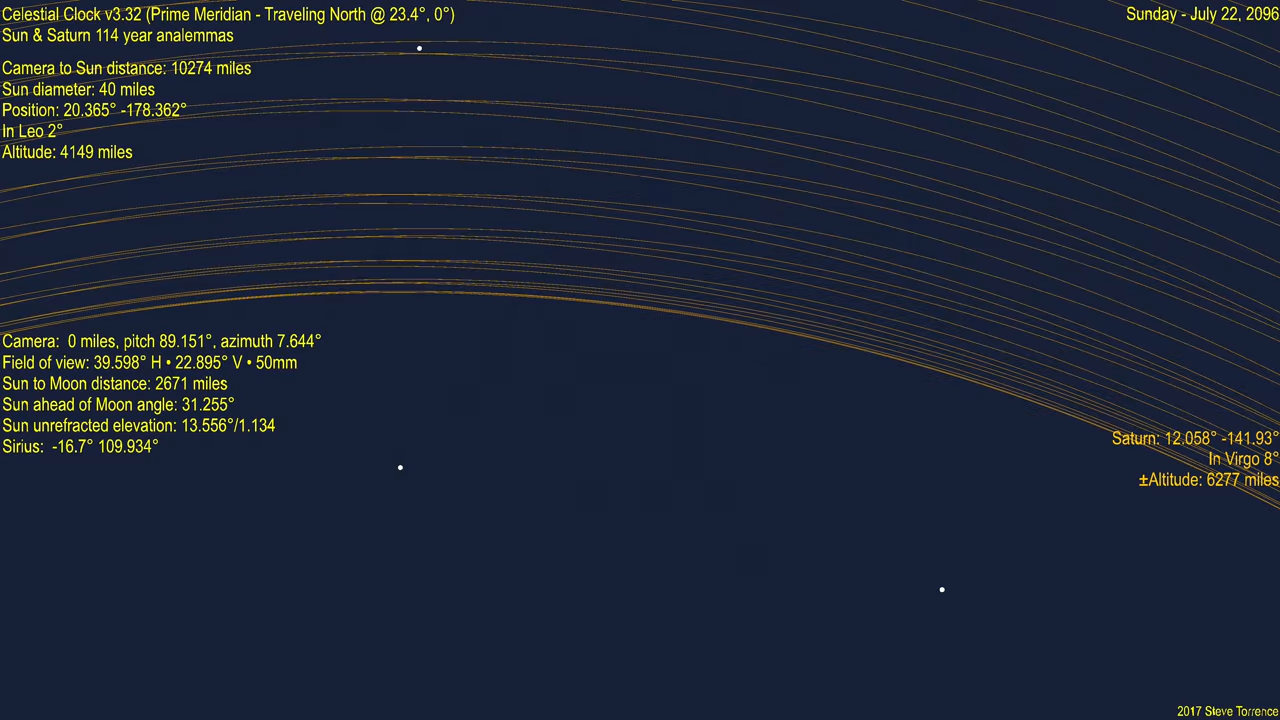 Celestial Clock v3.32 (Prime Meridian - Traveling North @ 23.4°, 0°)
Sunday - July 22, 2096
Sun & Saturn 114 year analemmas
Camera to Sun distance: 10274 miles
Sun diameter: 40 miles
Position: 20.365° -178.362°
In Leo 2°
Altitude: 4149 miles
Camera:  0 miles, pitch 89.151°, azimuth 7.644°
Field of view: 39.598° H • 22.895° V • 50mm
Sun to Moon distance: 2671 miles
Sun ahead of Moon angle: 31.255°
Sun unrefracted elevation: 13.556°/1.134
Sirius:  -16.7° 109.934°
Saturn: 12.058° -141.93°
In Virgo 8°
±Altitude: 6277 miles
2017 Steve Torrence